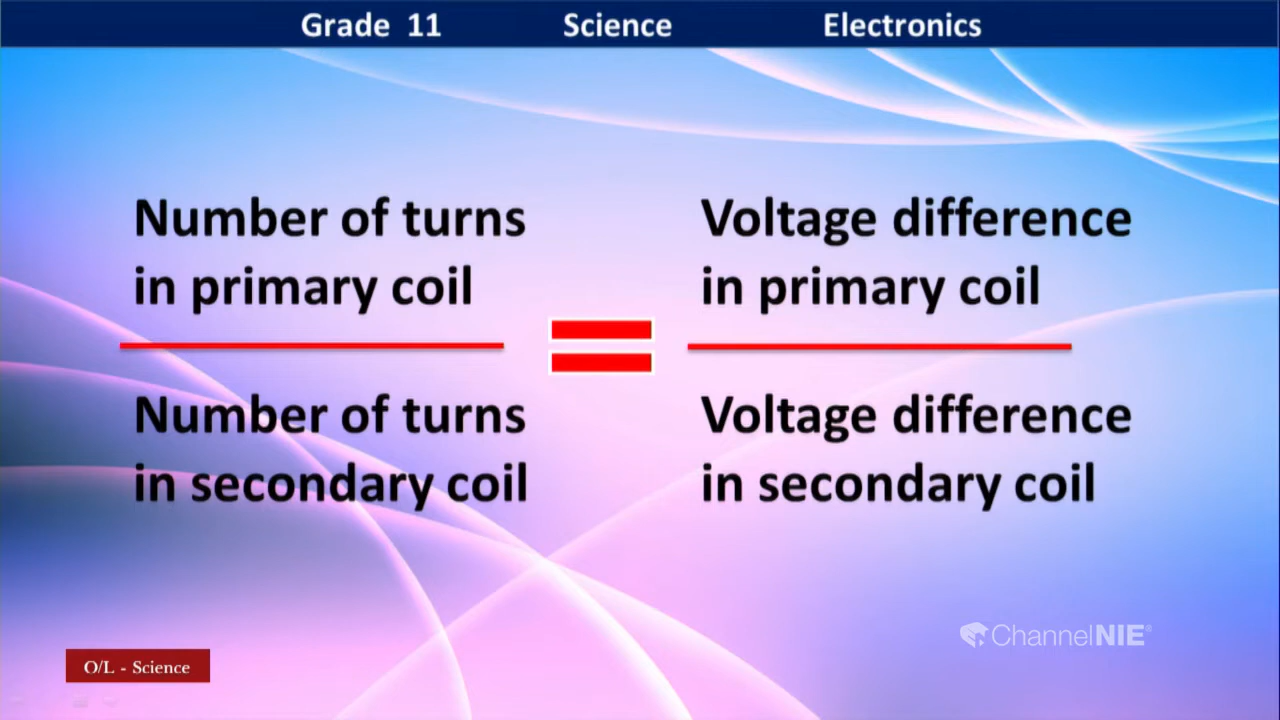 Grade 11 Science Electronics
Number of turns
in primary coil
Number of turns
in secondary coil
=
Voltage difference
in primary coil
Voltage difference
in secondary coil
ChannelNIE®
O/L - Science